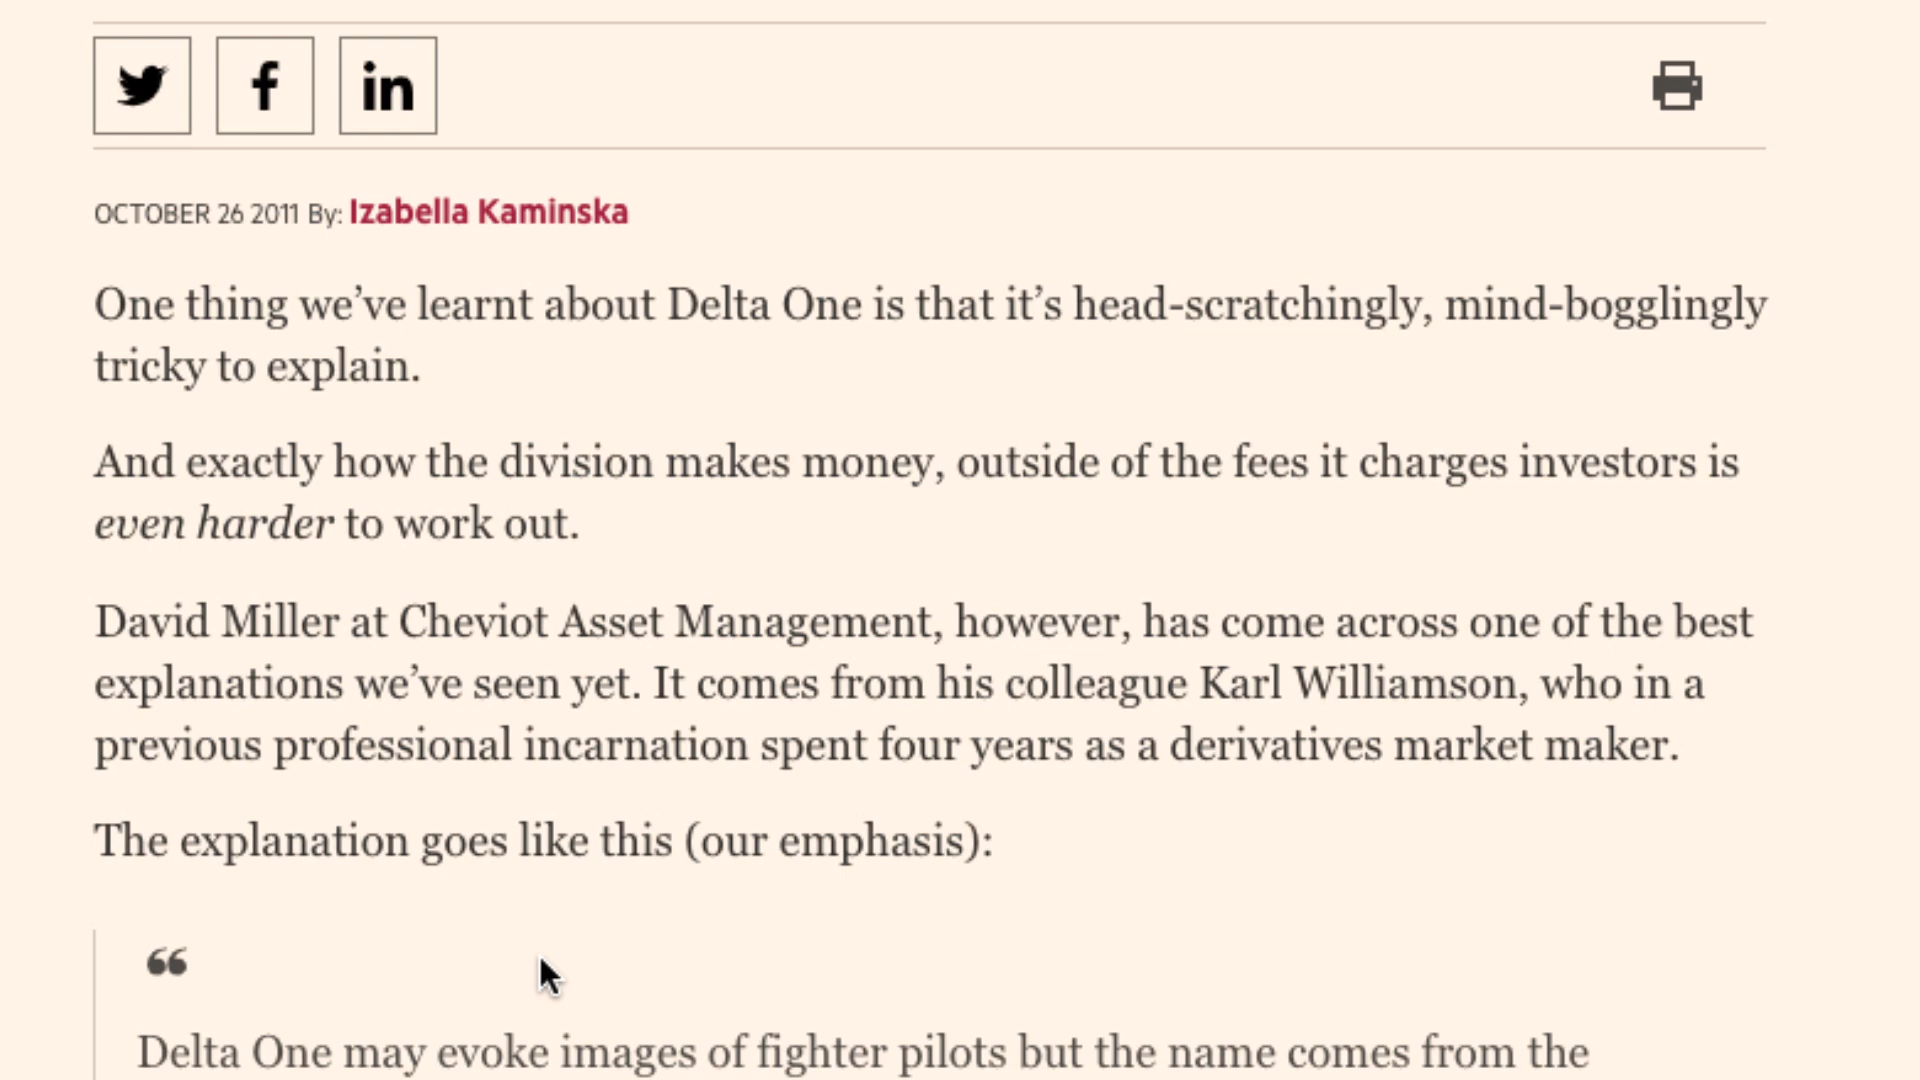 OCTOBER 26 2011 By: Izabella Kaminska
One thing we’ve learnt about Delta One is that it’s head-scratchingly, mind-bogglingly
tricky to explain.
And exactly how the division makes money, outside of the fees it charges investors is
even harder to work out.
David Miller at Cheviot Asset Management, however, has come across one of the best
explanations we’ve seen yet. It comes from his colleague Karl Williamson, who in a
previous professional incarnation spent four years as a derivatives market maker.
The explanation goes like this (our emphasis):
“
Delta One may evoke images of fighter pilots but the name comes from the